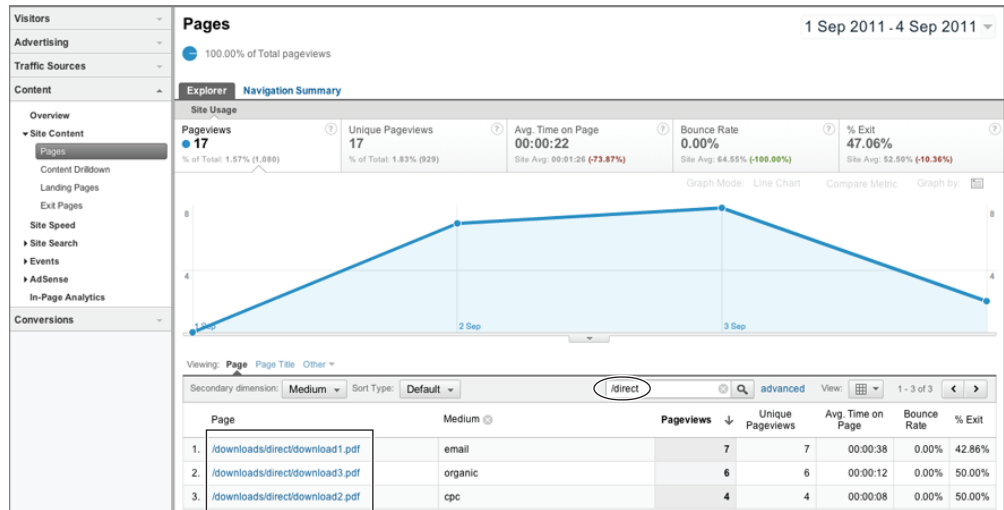 Visitors
Advertising
Traffic Sources
Content
Overview
Site Content
Pages
Content Drilldown
Landing Pages
Exit Pages
Site Speed
Site Search
Events
AdSense
In-Page Analytics
Conversions
Pages
1 Sep 2011 - 4 Sep 2011
100.00% of Total pageviews
Explorer Navigation Summary
Site Usage
Pageviews ?
17
% of Total: 1.57% (1,080)
Unique Pageviews ?
17
% of Total: 1.83% (929)
Avg. Time on Page ?
00:00:22
Site Avg: 00:01:26 (-73.87%)
Bounce Rate ?
0.00%
Site Avg: 64.55% (-100.00%)
% Exit ?
47.06%
Site Avg: 52.50% (-10.36%)
Graph Mode: Line Chart Compare Metric Graph by:
8 8
4 4
1 Sep 2 Sep 3 Sep
Viewing: Page Page Title Other
Secondary dimension: Medium Sort Type: Default /direct advanced View: 1 - 3 of 3
Page Medium Pageviews Unique Pageviews Avg. Time on Page Bounce Rate % Exit
1. /downloads/direct/download1.pdf email 7 7 00:00:38 0.00% 42.86%
2. /downloads/direct/download3.pdf organic 6 6 00:00:12 0.00% 50.00%
3. /downloads/direct/download2.pdf cpc 4 4 00:00:08 0.00% 50.00%